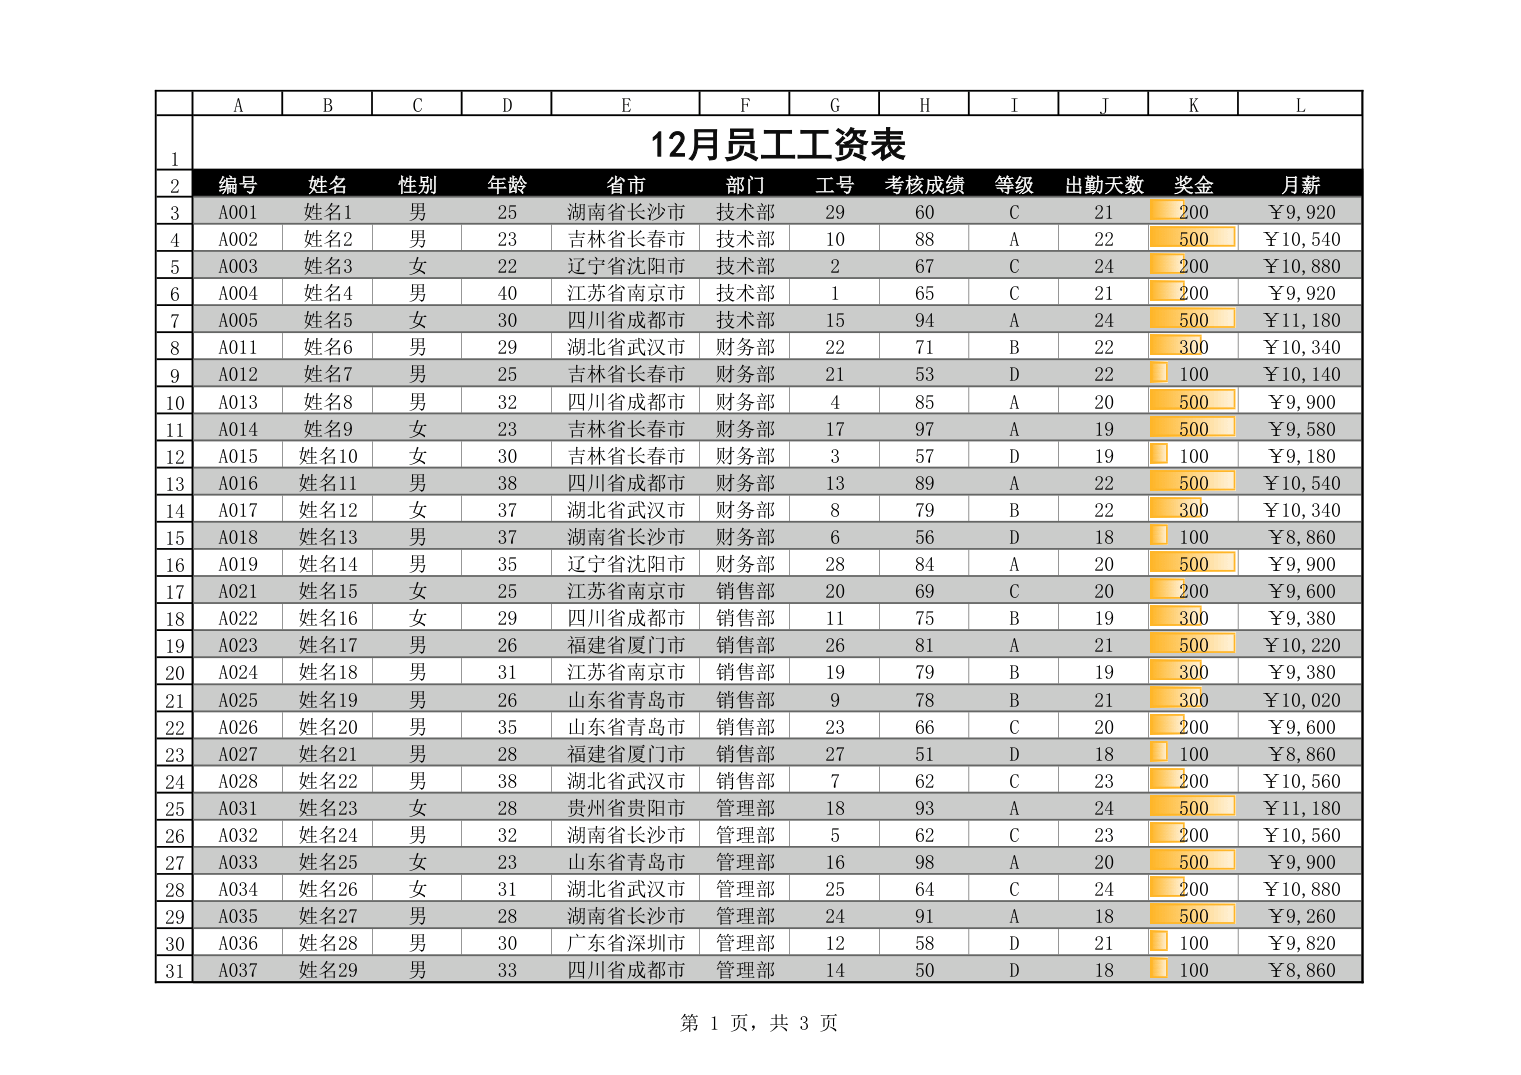 A B C D E F G H I J K L
1 12月员工工资表
2 编号 姓名 性别 年龄 省市 部门 工号 考核成绩 等级 出勤天数 奖金 月薪
3 A001 姓名1 男 25 湖南省长沙市 技术部 29 60 C 21 200 ￥9,920
4 A002 姓名2 男 23 吉林省长春市 技术部 10 88 A 22 500 ￥10,540
5 A003 姓名3 女 22 辽宁省沈阳市 技术部 2 67 C 24 200 ￥10,880
6 A004 姓名4 男 40 江苏省南京市 技术部 1 65 C 21 200 ￥9,920
7 A005 姓名5 女 30 四川省成都市 技术部 15 94 A 24 500 ￥11,180
8 A011 姓名6 男 29 湖北省武汉市 财务部 22 71 B 22 300 ￥10,340
9 A012 姓名7 男 25 吉林省长春市 财务部 21 53 D 22 100 ￥10,140
10 A013 姓名8 男 32 四川省成都市 财务部 4 85 A 20 500 ￥9,900
11 A014 姓名9 女 23 吉林省长春市 财务部 17 97 A 19 500 ￥9,580
12 A015 姓名10 女 30 吉林省长春市 财务部 3 57 D 19 100 ￥9,180
13 A016 姓名11 男 38 四川省成都市 财务部 13 89 A 22 500 ￥10,540
14 A017 姓名12 女 37 湖北省武汉市 财务部 8 79 B 22 300 ￥10,340
15 A018 姓名13 男 37 湖南省长沙市 财务部 6 56 D 18 100 ￥8,860
16 A019 姓名14 男 35 辽宁省沈阳市 财务部 28 84 A 20 500 ￥9,900
17 A021 姓名15 女 25 江苏省南京市 销售部 20 69 C 20 200 ￥9,600
18 A022 姓名16 女 29 四川省成都市 销售部 11 75 B 19 300 ￥9,380
19 A023 姓名17 男 26 福建省厦门市 销售部 26 81 A 21 500 ￥10,220
20 A024 姓名18 男 31 江苏省南京市 销售部 19 79 B 19 300 ￥9,380
21 A025 姓名19 男 26 山东省青岛市 销售部 9 78 B 21 300 ￥10,020
22 A026 姓名20 男 35 山东省青岛市 销售部 23 66 C 20 200 ￥9,600
23 A027 姓名21 男 28 福建省厦门市 销售部 27 51 D 18 100 ￥8,860
24 A028 姓名22 男 38 湖北省武汉市 销售部 7 62 C 23 200 ￥10,560
25 A031 姓名23 女 28 贵州省贵阳市 管理部 18 93 A 24 500 ￥11,180
26 A032 姓名24 男 32 湖南省长沙市 管理部 5 62 C 23 200 ￥10,560
27 A033 姓名25 女 23 山东省青岛市 管理部 16 98 A 20 500 ￥9,900
28 A034 姓名26 女 31 湖北省武汉市 管理部 25 64 C 24 200 ￥10,880
29 A035 姓名27 男 28 湖南省长沙市 管理部 24 91 A 18 500 ￥9,260
30 A036 姓名28 男 30 广东省深圳市 管理部 12 58 D 21 100 ￥9,820
31 A037 姓名29 男 33 四川省成都市 管理部 14 50 D 18 100 ￥8,860
第 1 页，共 3 页